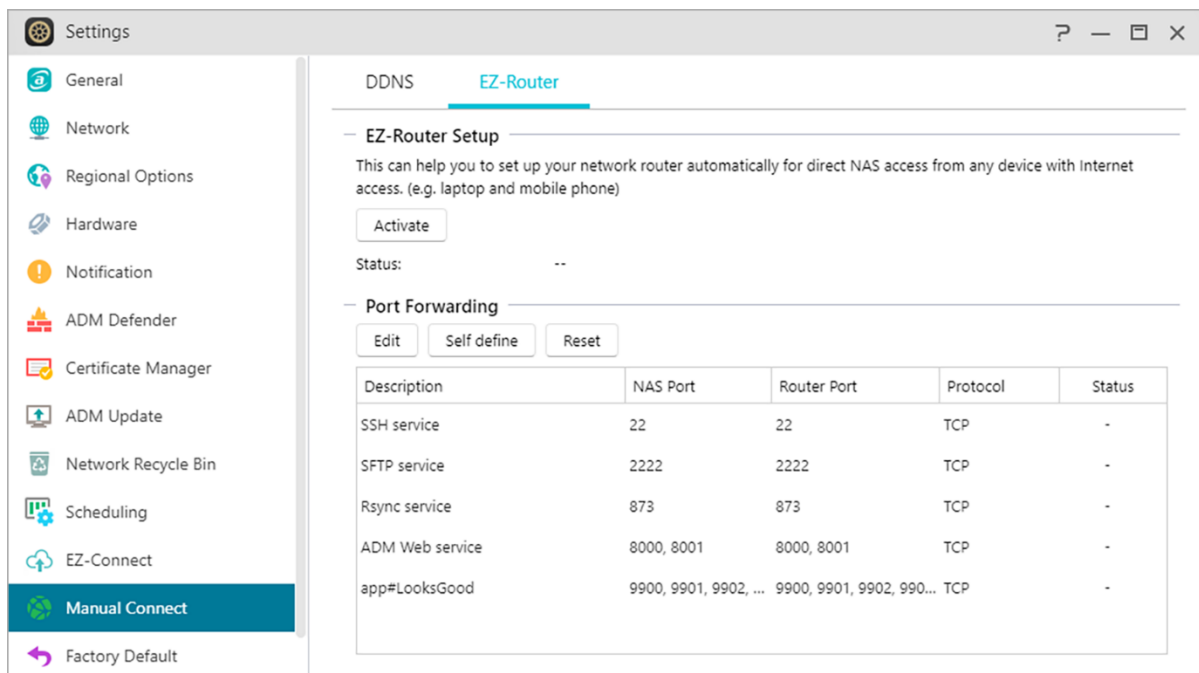 Settings
General
Network
Regional Options
Hardware
Notification
ADM Defender
Certificate Manager
ADM Update
Network Recycle Bin
Scheduling
EZ-Connect
Manual Connect
Factory Default
DDNS EZ-Router
EZ-Router Setup
This can help you to set up your network router automatically for direct NAS access from any device with Internet
access. (e.g. laptop and mobile phone)
Activate
Status: --
Port Forwarding
Edit Self define Reset
Description NAS Port Router Port Protocol Status
SSH service 22 22 TCP -
SFTP service 2222 2222 TCP -
Rsync service 873 873 TCP -
ADM Web service 8000, 8001 8000, 8001 TCP -
app#LooksGood 9900, 9901, 9902, ... 9900, 9901, 9902, 990... TCP -